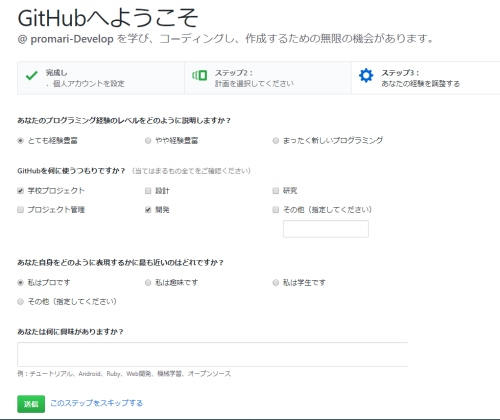 GitHubへようこそ
@ promari-Develop を学び、コーディングし、作成するための無限の機会があります。
完成し
、個人アカウントを設定
ステップ2：
計画を選択してください
ステップ3：
あなたの経験を調整する
あなたのプログラミング経験のレベルをどのように説明しますか？
とても経験豊富 やや経験豊富 まったく新しいプログラミング
GitHubを何に使うつもりですか？（当てはまるもの全てをご確認ください）
学校プロジェクト 設計 研究
プロジェクト管理 開発 その他（指定してください）
あなた自身をどのように表現するかに最も近いのはどれですか？
私はプロです 私は趣味です 私は学生です
その他（指定してください）
あなたは何に興味がありますか？
例：チュートリアル、Android、Ruby、Web開発、機械学習、オープンソース
送信 このステップをスキップする